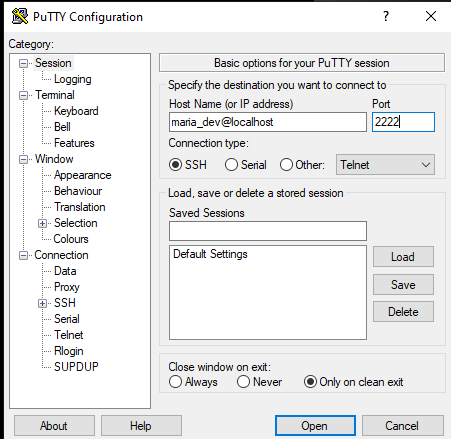 PuTTY Configuration
Category:
Session
Logging
Terminal
Keyboard
Bell
Features
Window
Appearance
Behaviour
Translation
Selection
Colours
Connection
Data
Proxy
SSH
Serial
Telnet
Rlogin
SUPDUP
Basic options for your PuTTY session
Specify the destination you want to connect to
Host Name (or IP address) Port
maria_dev@localhost 2222
Connection type:
SSH Serial Other: Telnet
Load, save or delete a stored session
Saved Sessions
Default Settings
Load
Save
Delete
Close window on exit:
Always Never Only on clean exit
About Help Open Cancel